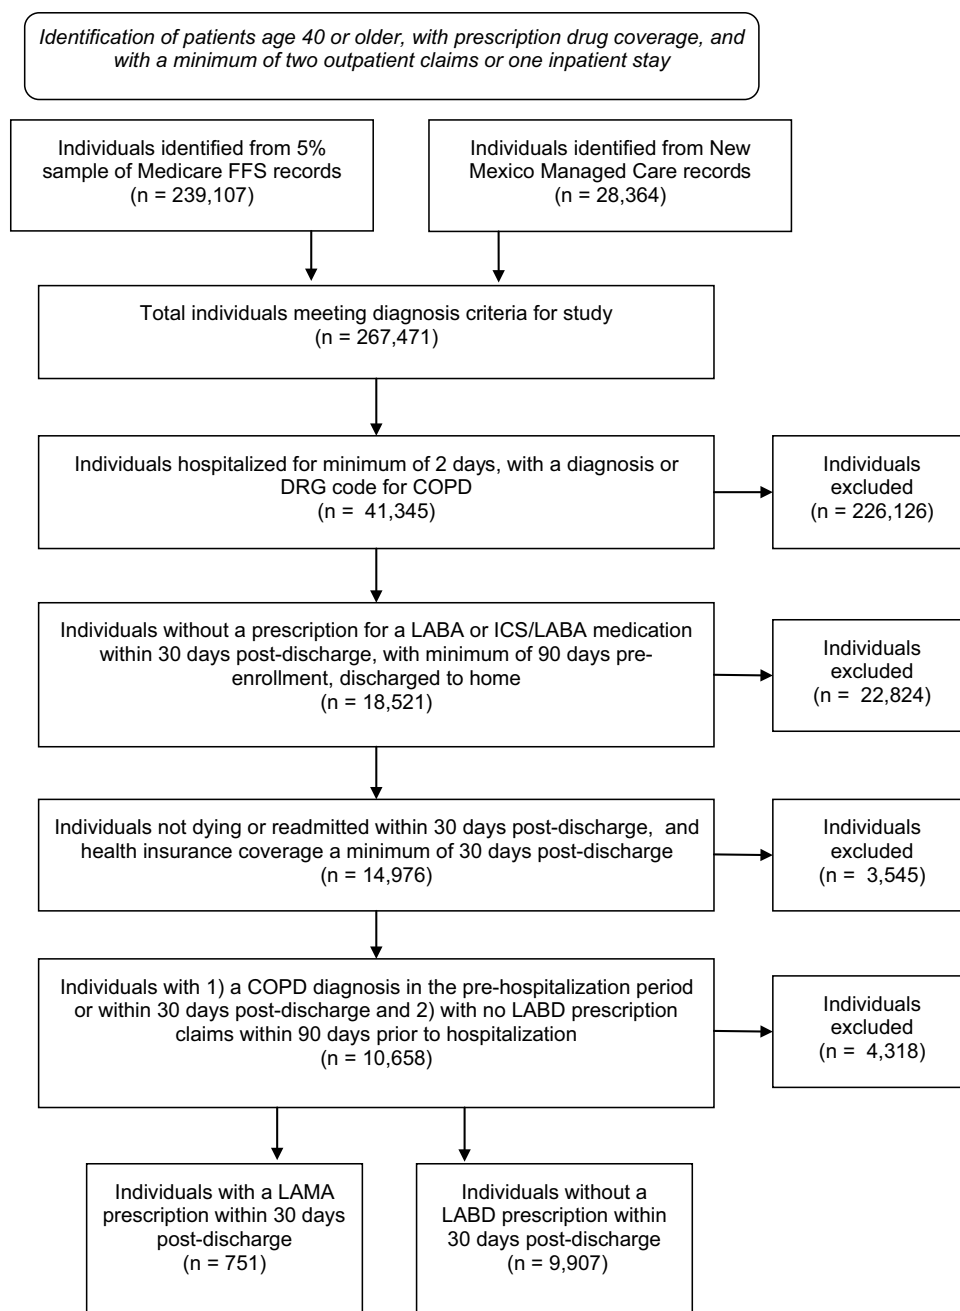 Identification of patients age 40 or older, with prescription drug coverage, and
with a minimum of two outpatient claims or one inpatient stay
Individuals identified from 5%
sample of Medicare FFS records
(n = 239,107)
Individuals identified from New
Mexico Managed Care records
(n = 28,364)
Total individuals meeting diagnosis criteria for study
(n = 267,471)
Individuals hospitalized for minimum of 2 days, with a diagnosis or
DRG code for COPD
(n = 41,345)
Individuals
excluded
(n = 226,126)
Individuals without a prescription for a LABA or ICS/LABA medication
within 30 days post-discharge, with minimum of 90 days pre-
enrollment, discharged to home
(n = 18,521)
Individuals
excluded
(n = 22,824)
Individuals not dying or readmitted within 30 days post-discharge, and
health insurance coverage a minimum of 30 days post-discharge
(n = 14,976)
Individuals
excluded
(n = 3,545)
Individuals with 1) a COPD diagnosis in the pre-hospitalization period
or within 30 days post-discharge and 2) with no LABD prescription
claims within 90 days prior to hospitalization
(n = 10,658)
Individuals
excluded
(n = 4,318)
Individuals with a LAMA
prescription within 30 days
post-discharge
(n = 751)
Individuals without a
LABD prescription within
30 days post-discharge
(n = 9,907)